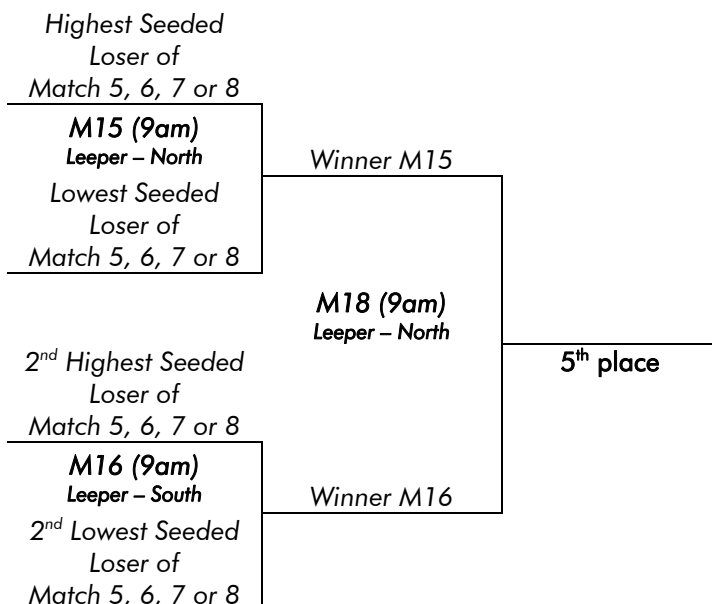 Highest Seeded
Loser of
Match 5, 6, 7 or 8
M15 (9am)
Leeper – North
Winner M15
Lowest Seeded
Loser of
Match 5, 6, 7 or 8
M18 (9am)
Leeper – North
5th place
2nd Highest Seeded
Loser of
Match 5, 6, 7 or 8
M16 (9am)
Leeper – South
Winner M16
2nd Lowest Seeded
Loser of
Match 5, 6, 7 or 8